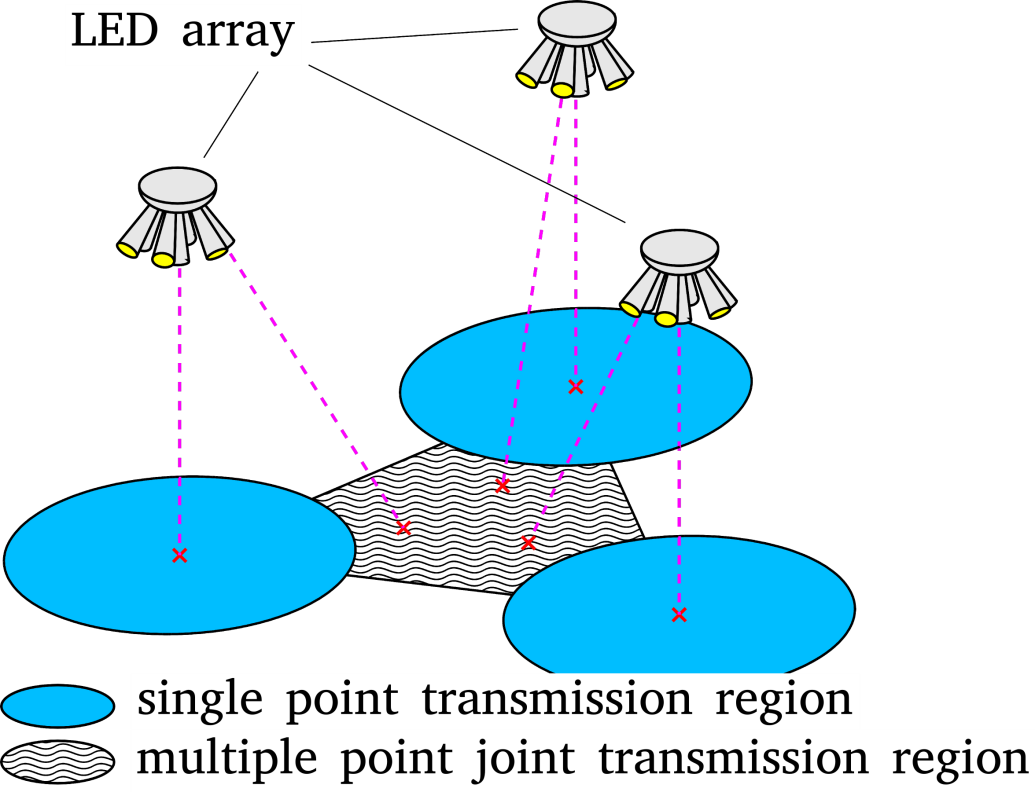 LED array
single point transmission region
multiple point joint transmission region